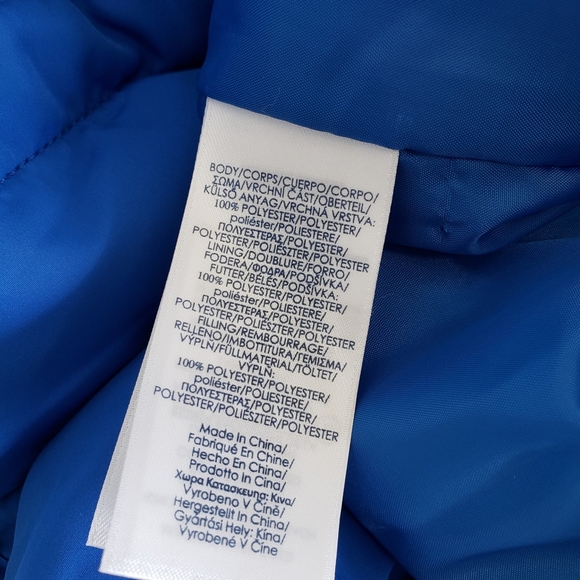 BODY/CORPS/CUERPO/CORPO/
ΣΩΜΑ/VRCHNÍ ČÁST/OBERTEIL/
KÜLSŐ ANYAG/VRCHNÁ VRSTVA:
100% POLYESTER/POLYESTER/
poliéster/POLIESTERE/
ΠΟΛΥΕΣΤΕΡΑΣ/POLYESTER/
POLYESTER/POLIÉSZTER/POLYESTER
LINING/DOUBLURE/FORRO/
FODERA/ΦΟΔΡΑ/PODŠÍVKA/
FUTTER/BÉLÉS/PODŠÍVKA:
100% POLYESTER/POLYESTER/
poliéster/POLIESTERE/
ΠΟΛΥΕΣΤΕΡΑΣ/POLYESTER/
POLYESTER/POLIÉSZTER/POLYESTER
FILLING/REMBOURRAGE/
RELLENO/IMBOTTITURA/ΓΕΜΙΣΜΑ/
VÝPLN/FÜLLMATERIAL/TÖLTET/
VÝPLN:
100% POLYESTER/POLYESTER/
poliéster/POLIESTERE/
ΠΟΛΥΕΣΤΕΡΑΣ/POLYESTER/
POLYESTER/POLIÉSZTER/POLYESTER
Made In China/
Fabriqué En Chine/
Hecho En China/
Prodotto In Cina/
Χωρα Κατασκευης: Κινα/
Vyrobeno V Číně/
Hergestellt In China/
Gyártási Hely: Kína/
Vyrobené V Číne